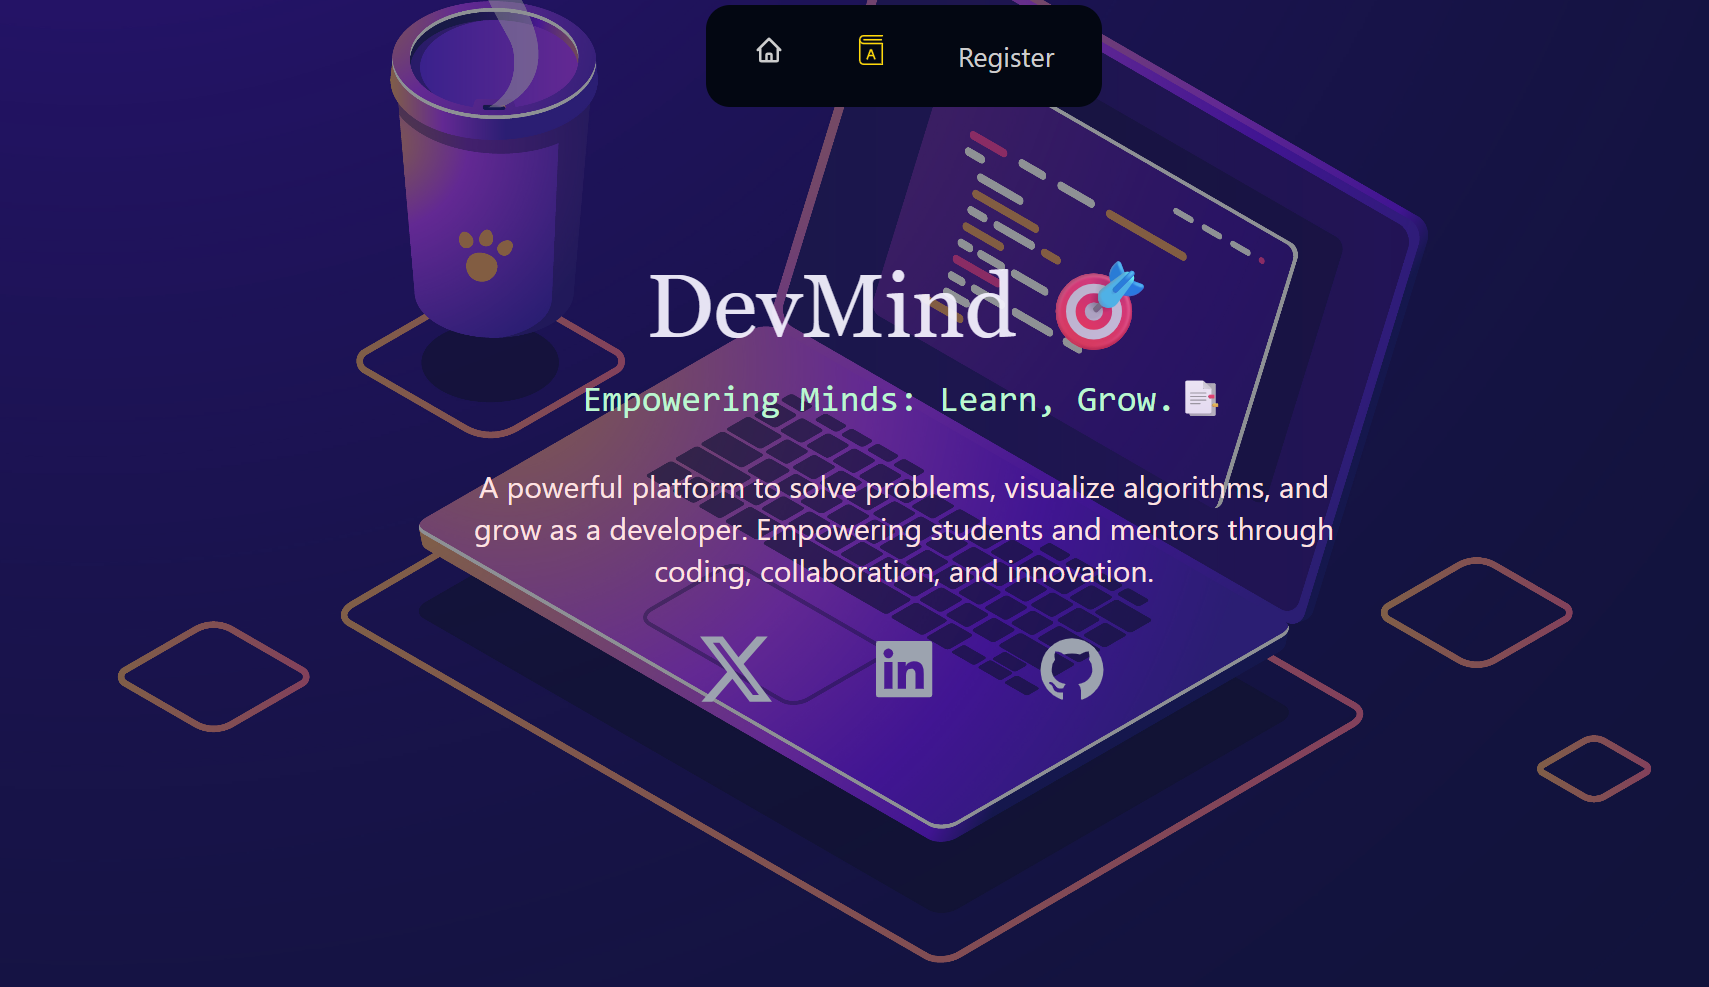 A
Register
DevMind
Empowering Minds: Learn, Grow.
A powerful platform to solve problems, visualize algorithms, and
grow as a developer. Empowering students and mentors through
coding, collaboration, and innovation.
X in